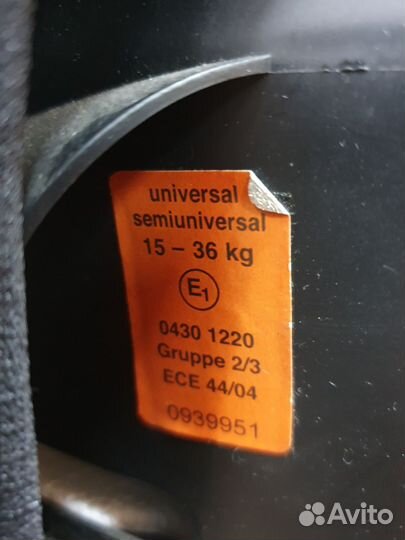 universal
semiuniversal
15 – 36 kg
E1
0430 1220
Gruppe 2/3
ECE 44/04
0939951
Avito